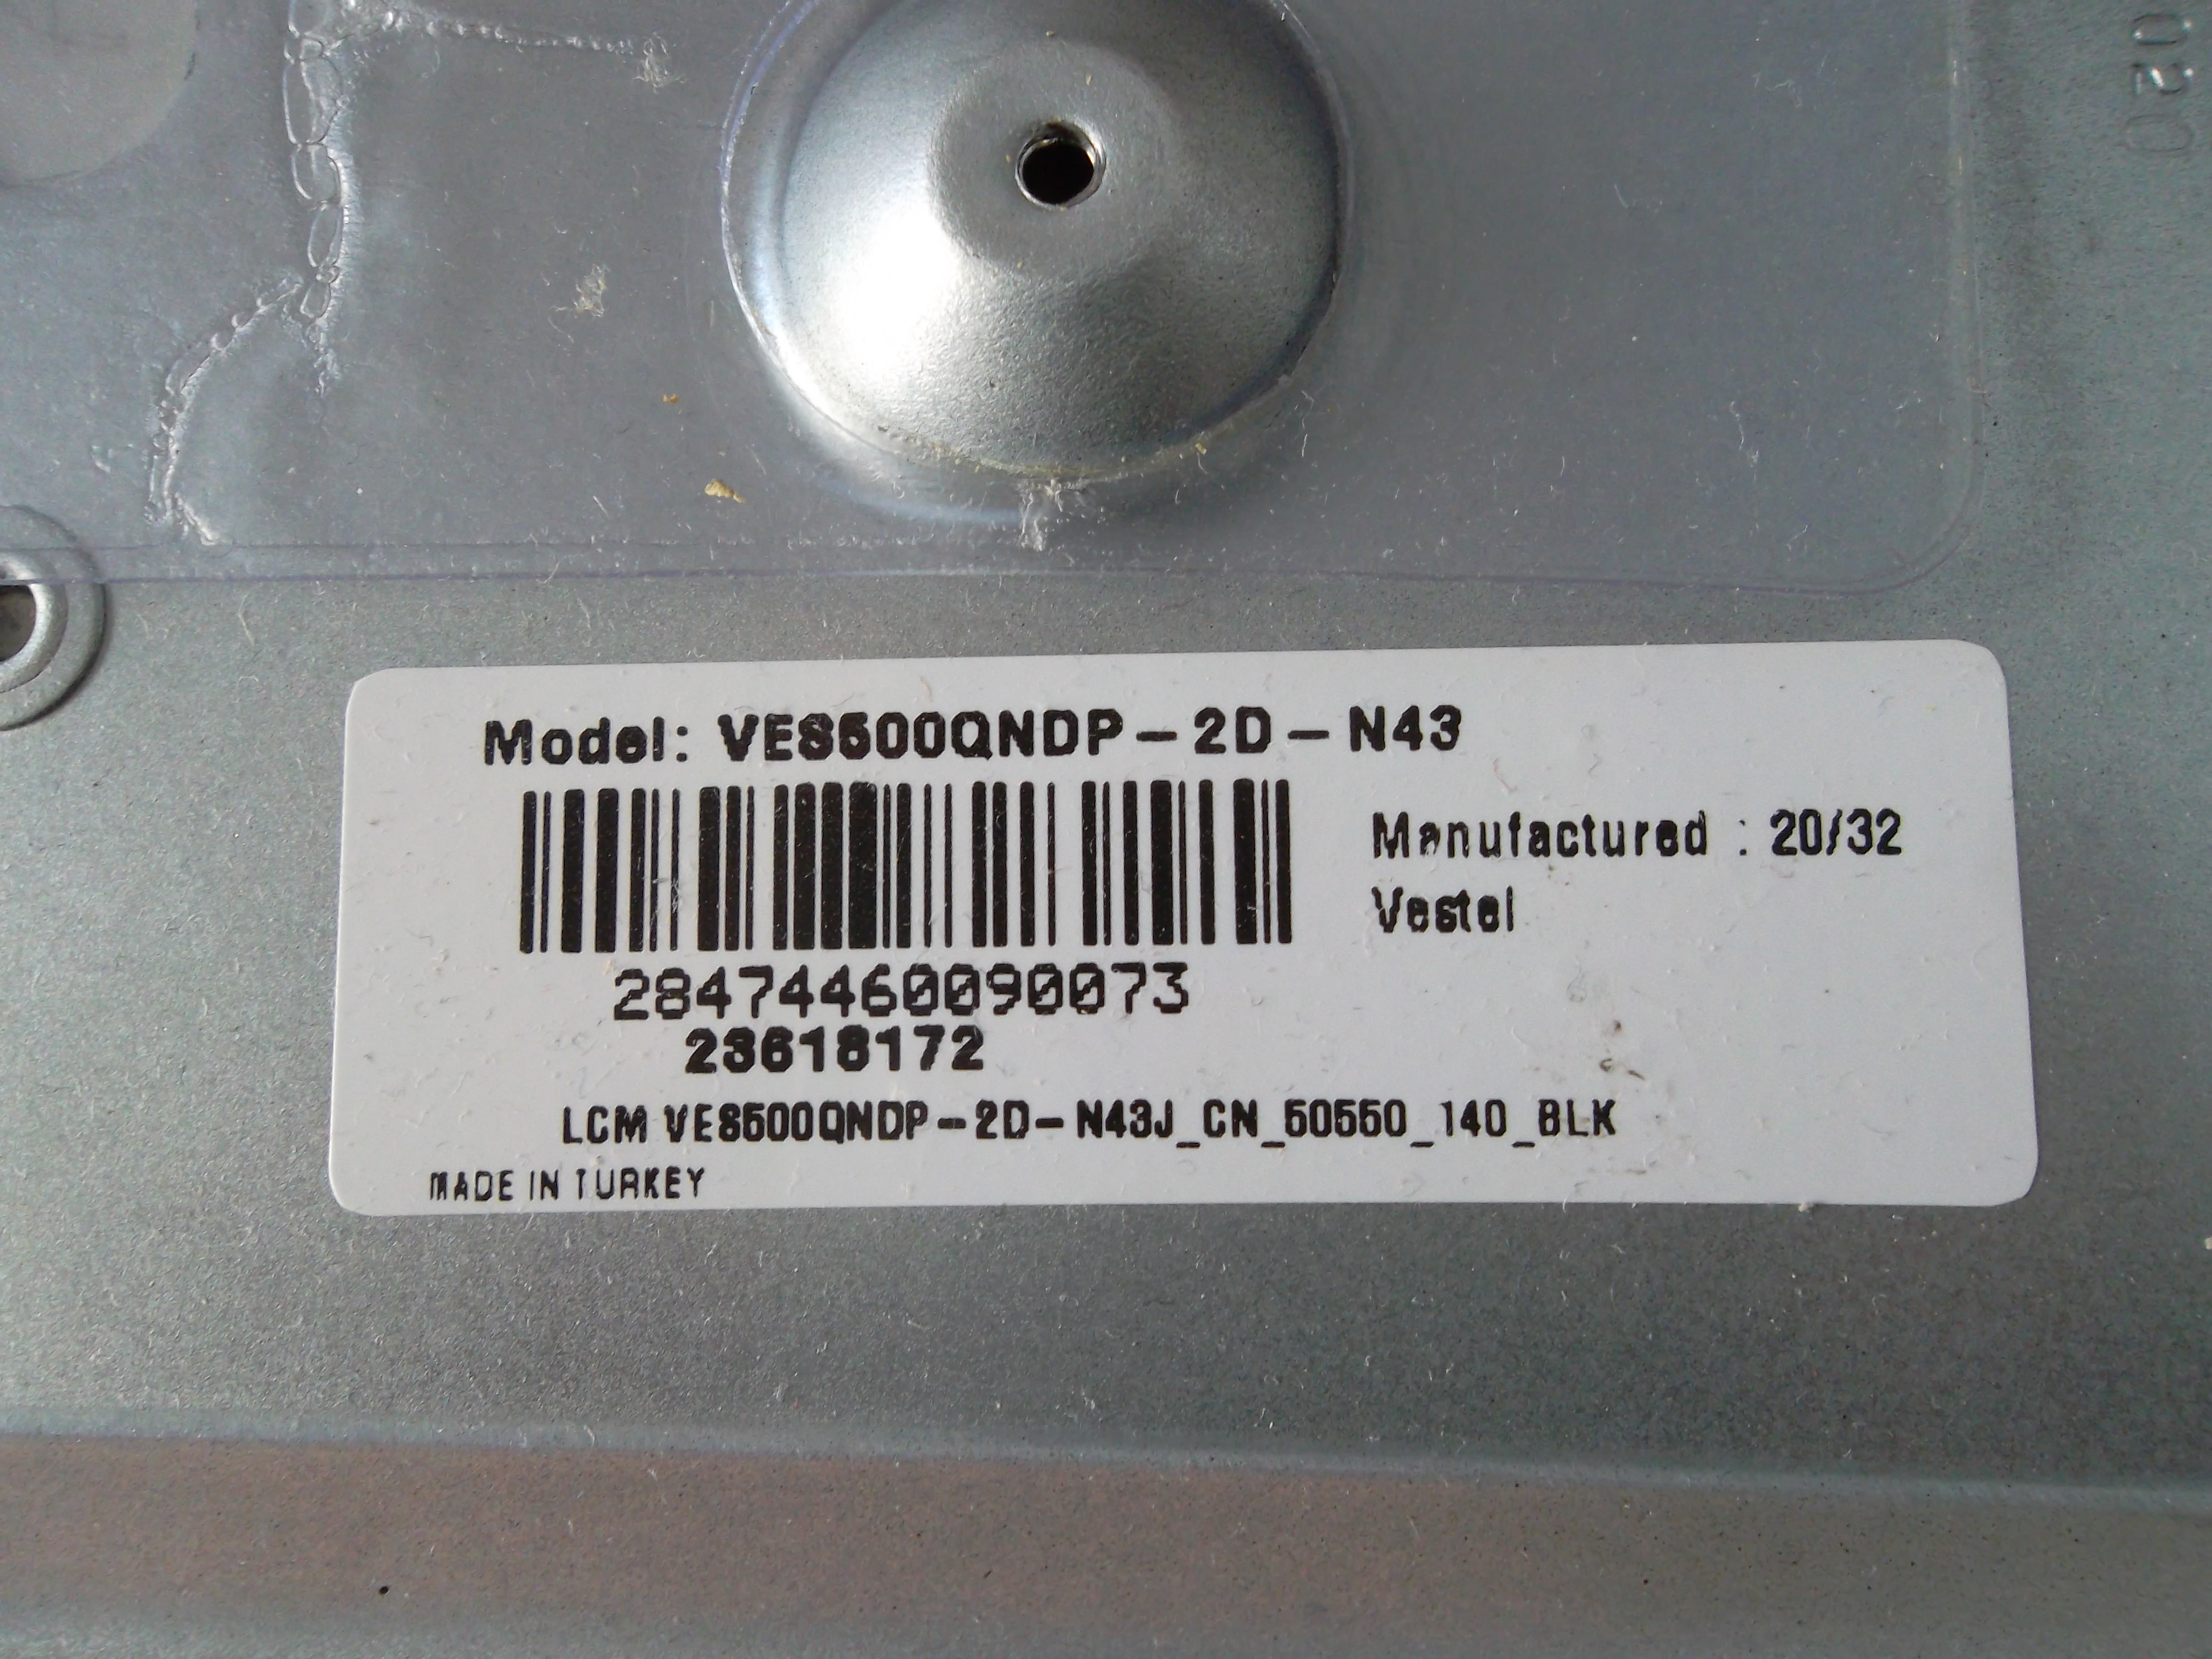 020
Model: VES500QNDP-2D-N43
Manufactured : 20/32
Vestel
28474460090073
23618172
LCM VES500QNDP-2D-N43J_CN_50550_140_BLK
MADE IN TURKEY